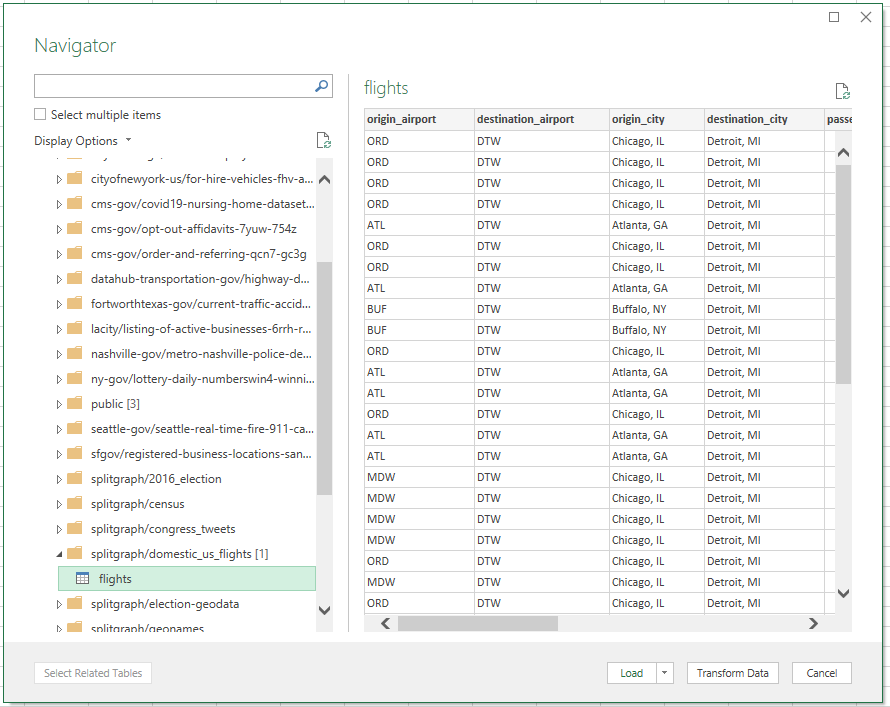 Navigator
Select multiple items
Display Options
cityofnewyork-us/for-hire-vehicles-fhv-a...
cms-gov/covid19-nursing-home-dataset...
cms-gov/opt-out-affidavits-7yuw-754z
cms-gov/order-and-referring-qcn7-gc3g
datahub-transportation-gov/highway-d...
fortworthtexas-gov/current-traffic-accid...
lacity/listing-of-active-businesses-6rrh-r...
nashville-gov/metro-nashville-police-de...
ny-gov/lottery-daily-numberswin4-winni...
public [3]
seattle-gov/seattle-real-time-fire-911-ca...
sfgov/registered-business-locations-san...
splitgraph/2016_election
splitgraph/census
splitgraph/congress_tweets
splitgraph/domestic_us_flights [1]
flights
splitgraph/election-geodata
splitgraph/geonames
flights
origin_airport destination_airport origin_city destination_city passe
ORD DTW Chicago, IL Detroit, MI
ORD DTW Chicago, IL Detroit, MI
ORD DTW Chicago, IL Detroit, MI
ORD DTW Chicago, IL Detroit, MI
ATL DTW Atlanta, GA Detroit, MI
ORD DTW Chicago, IL Detroit, MI
ORD DTW Chicago, IL Detroit, MI
ATL DTW Atlanta, GA Detroit, MI
BUF DTW Buffalo, NY Detroit, MI
BUF DTW Buffalo, NY Detroit, MI
ORD DTW Chicago, IL Detroit, MI
ATL DTW Atlanta, GA Detroit, MI
ATL DTW Atlanta, GA Detroit, MI
ORD DTW Chicago, IL Detroit, MI
ATL DTW Atlanta, GA Detroit, MI
ATL DTW Atlanta, GA Detroit, MI
MDW DTW Chicago, IL Detroit, MI
MDW DTW Chicago, IL Detroit, MI
MDW DTW Chicago, IL Detroit, MI
MDW DTW Chicago, IL Detroit, MI
ORD DTW Chicago, IL Detroit, MI
MDW DTW Chicago, IL Detroit, MI
ORD DTW Chicago, IL Detroit, MI
Select Related Tables
Load
Transform Data
Cancel